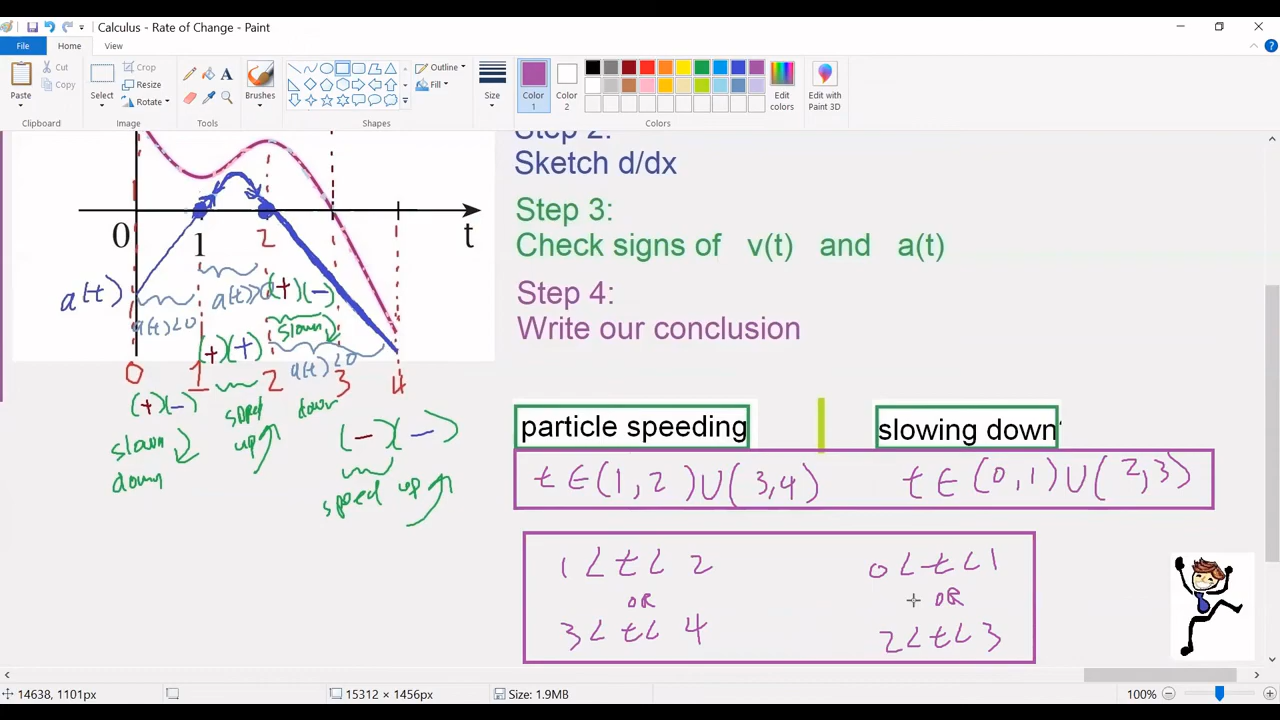 Calculus - Rate of Change - Paint
File Home View
Cut
Copy
Paste
Clipboard
Crop
Resize
Rotate
Select
Image
Tools
Brushes
Outline
Fill
Shapes
Size
Color 1
Color 2
Edit colors
Edit with Paint 3D
Colors
Step 2:
Sketch d/dx
Step 3:
Check signs of v(t) and a(t)
Step 4:
Write our conclusion
0 1 2 t
a(t)
a(t)<0
a(t)>0
(+)(-)
slown
down
(+)(+)
a(t)<0
0 1 2 3 4
(+)(-)
slown
down
speed
up
(-)(-)
speed up
particle speeding
slowing down
t∈(1,2)∪(3,4)
t∈(0,1)∪(2,3)
1<t<2
OR
3<t<4
0<t<1
OR
2<t<3
14638, 1101px
15312 × 1456px
Size: 1.9MB
100%